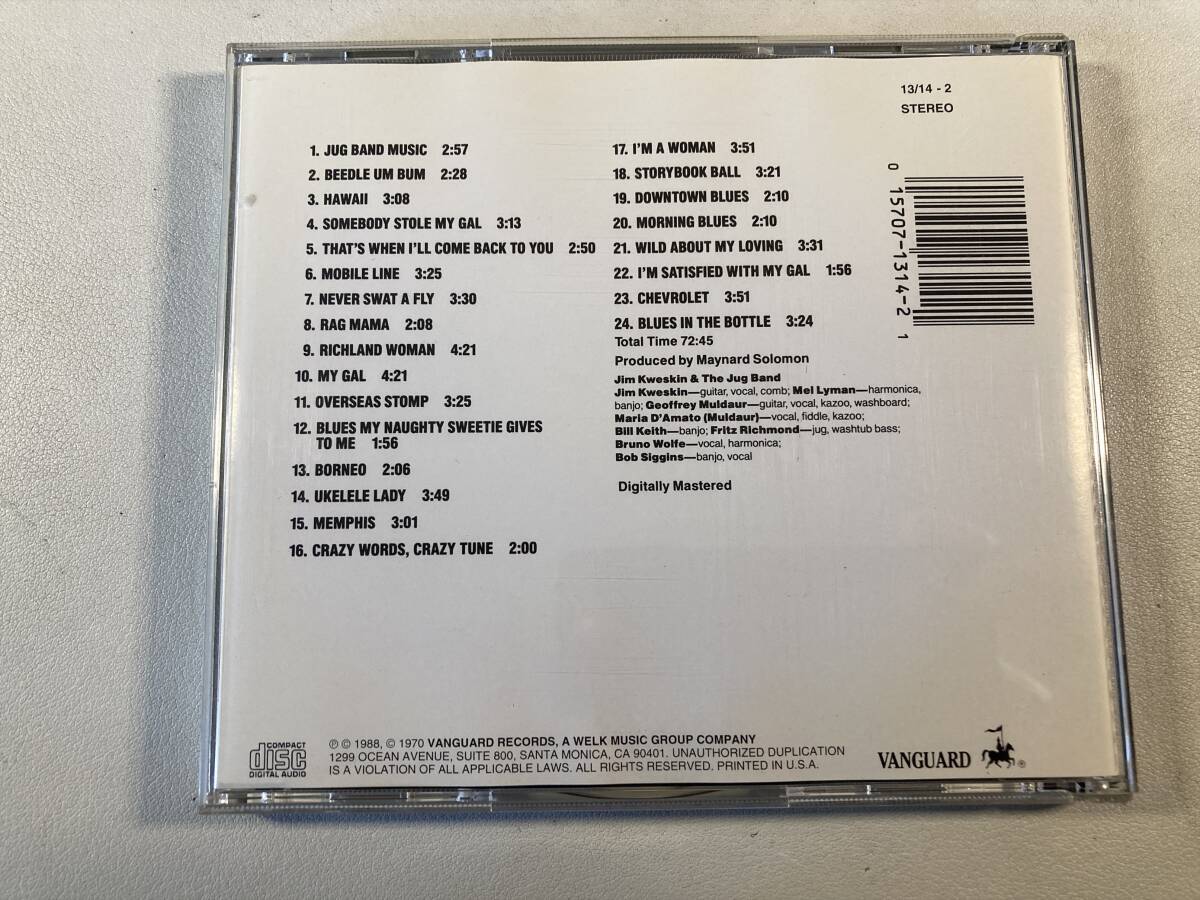 13/14 - 2
STEREO
1. JUG BAND MUSIC 2:57
2. BEEDLE UM BUM 2:28
3. HAWAII 3:08
4. SOMEBODY STOLE MY GAL 3:13
5. THAT'S WHEN I'LL COME BACK TO YOU 2:50
6. MOBILE LINE 3:25
7. NEVER SWAT A FLY 3:30
8. RAG MAMA 2:08
9. RICHLAND WOMAN 4:21
10. MY GAL 4:21
11. OVERSEAS STOMP 3:25
12. BLUES MY NAUGHTY SWEETIE GIVES
TO ME 1:56
13. BORNEO 2:06
14. UKELELE LADY 3:49
15. MEMPHIS 3:01
16. CRAZY WORDS, CRAZY TUNE 2:00
17. I'M A WOMAN 3:51
18. STORYBOOK BALL 3:21
19. DOWNTOWN BLUES 2:10
20. MORNING BLUES 2:10
21. WILD ABOUT MY LOVING 3:31
22. I'M SATISFIED WITH MY GAL 1:56
23. CHEVROLET 3:51
24. BLUES IN THE BOTTLE 3:24
Total Time 72:45
Produced by Maynard Solomon
Jim Kweskin & The Jug Band
Jim Kweskin—guitar, vocal, comb; Mel Lyman—harmonica,
banjo; Geoffrey Muldaur—guitar, vocal, kazoo, washboard;
Maria D'Amato (Muldaur)—vocal, fiddle, kazoo;
Bill Keith—banjo; Fritz Richmond—jug, washtub bass;
Bruno Wolfe—vocal, harmonica;
Bob Siggins—banjo, vocal
Digitally Mastered
0 15707-1314-2 1
COMPACT
disc
DIGITAL AUDIO
℗ © 1988, © 1970 VANGUARD RECORDS, A WELK MUSIC GROUP COMPANY
1299 OCEAN AVENUE, SUITE 800, SANTA MONICA, CA 90401. UNAUTHORIZED DUPLICATION
IS A VIOLATION OF ALL APPLICABLE LAWS. ALL RIGHTS RESERVED. PRINTED IN U.S.A.
VANGUARD ®